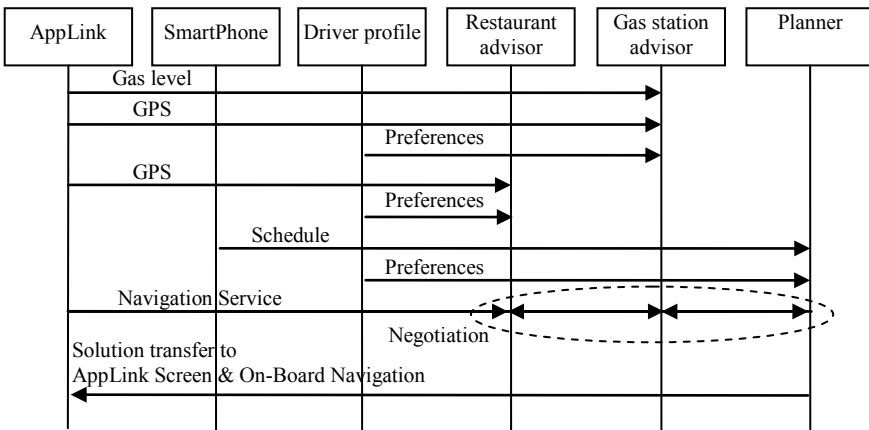 AppLink
SmartPhone
Driver profile
Restaurant
advisor
Gas station
advisor
Planner
Gas level
GPS
Preferences
GPS
Preferences
Schedule
Preferences
Navigation Service
Negotiation
Solution transfer to
AppLink Screen & On-Board Navigation